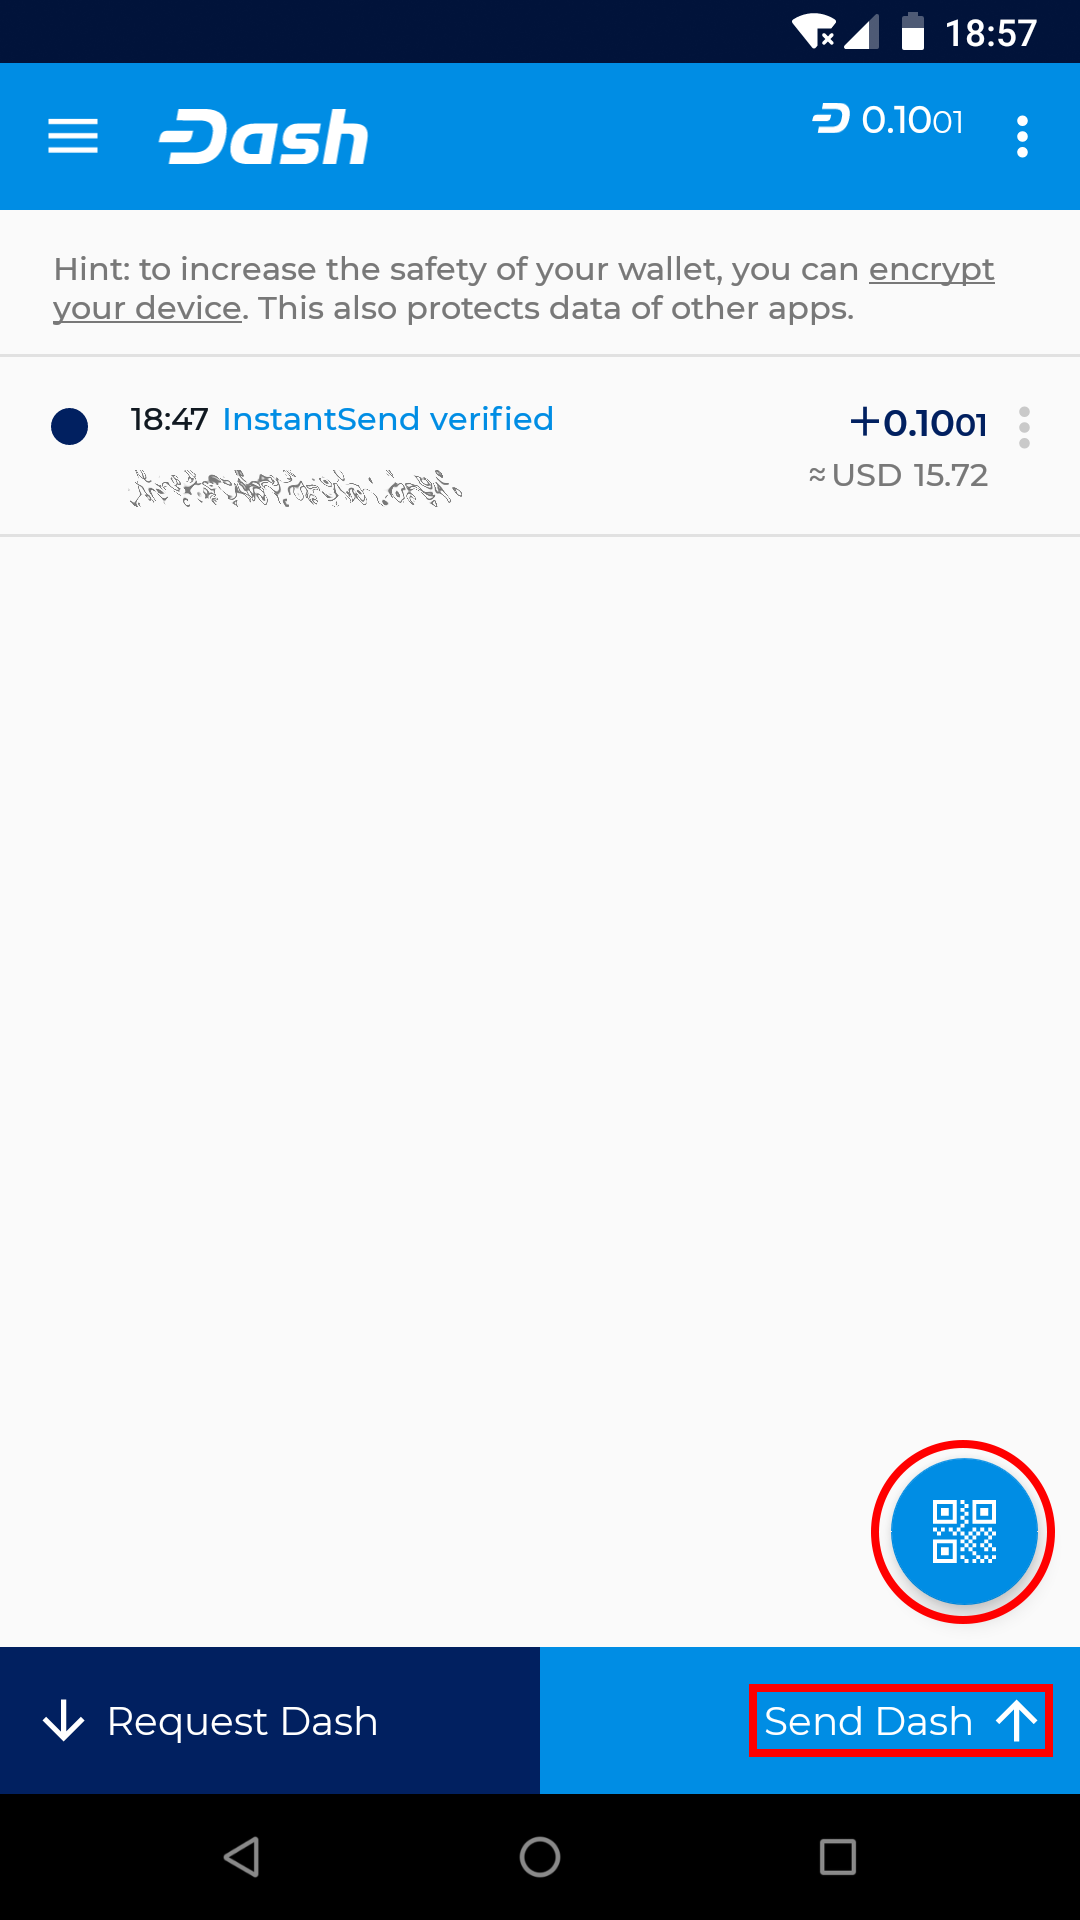 18:57
Dash 0.1001
Hint: to increase the safety of your wallet, you can encrypt
your device. This also protects data of other apps.
18:47 InstantSend verified +0.1001
≈ USD 15.72
Request Dash Send Dash